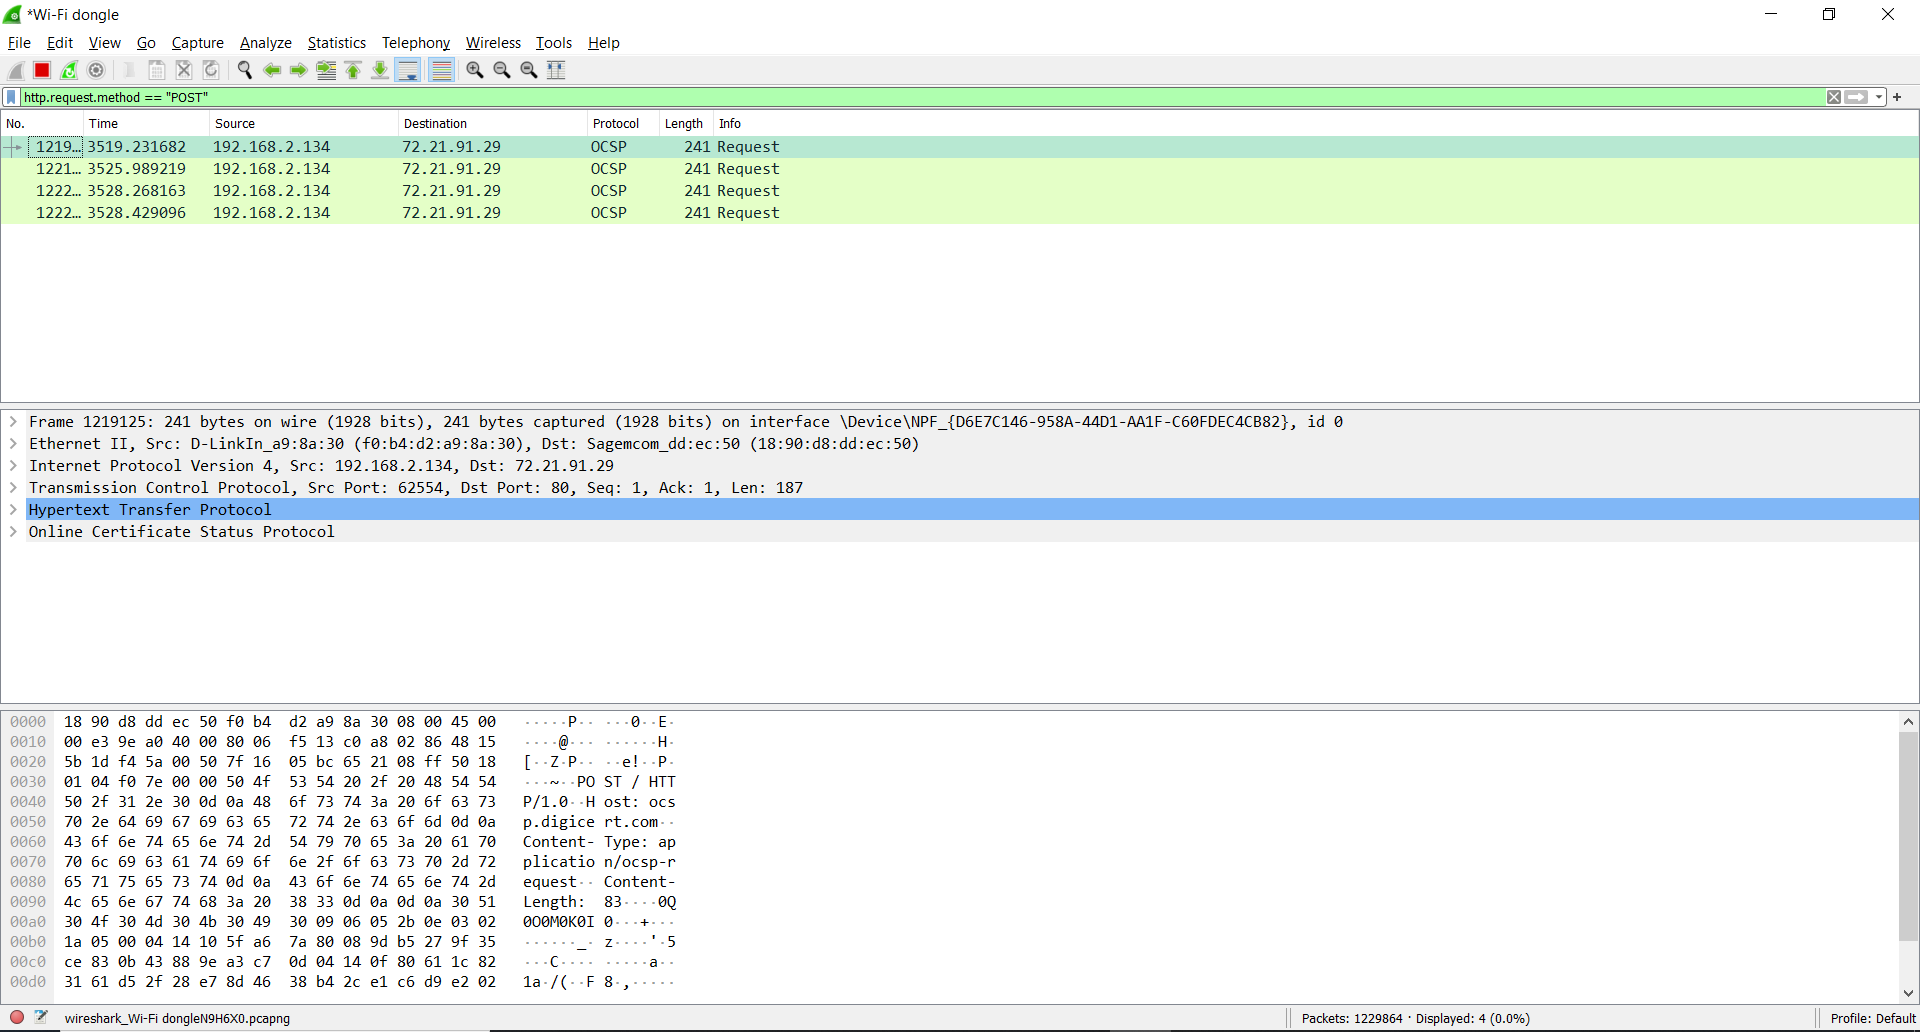 *Wi-Fi dongle
File Edit View Go Capture Analyze Statistics Telephony Wireless Tools Help
http.request.method == "POST"
No. Time Source Destination Protocol Length Info
1219… 3519.231682 192.168.2.134 72.21.91.29 OCSP 241 Request
1221… 3525.989219 192.168.2.134 72.21.91.29 OCSP 241 Request
1222… 3528.268163 192.168.2.134 72.21.91.29 OCSP 241 Request
1222… 3528.429096 192.168.2.134 72.21.91.29 OCSP 241 Request
Frame 1219125: 241 bytes on wire (1928 bits), 241 bytes captured (1928 bits) on interface \Device\NPF_{D6E7C146-958A-44D1-AA1F-C60FDEC4CB82}, id 0
Ethernet II, Src: D-LinkIn_a9:8a:30 (f0:b4:d2:a9:8a:30), Dst: Sagemcom_dd:ec:50 (18:90:d8:dd:ec:50)
Internet Protocol Version 4, Src: 192.168.2.134, Dst: 72.21.91.29
Transmission Control Protocol, Src Port: 62554, Dst Port: 80, Seq: 1, Ack: 1, Len: 187
Hypertext Transfer Protocol
Online Certificate Status Protocol
0000 18 90 d8 dd ec 50 f0 b4 d2 a9 8a 30 08 00 45 00 ·····P·· ···0··E·
0010 00 e3 9e a0 40 00 80 06 f5 13 c0 a8 02 86 48 15 ····@··· ······H·
0020 5b 1d f4 5a 00 50 7f 16 05 bc 65 21 08 ff 50 18 [··Z·P·· ··e!··P·
0030 01 04 f0 7e 00 00 50 4f 53 54 20 2f 20 48 54 54 ···~··PO ST / HTT
0040 50 2f 31 2e 30 0d 0a 48 6f 73 74 3a 20 6f 63 73 P/1.0··H ost: ocs
0050 70 2e 64 69 67 69 63 65 72 74 2e 63 6f 6d 0d 0a p.digice rt.com··
0060 43 6f 6e 74 65 6e 74 2d 54 79 70 65 3a 20 61 70 Content- Type: ap
0070 70 6c 69 63 61 74 69 6f 6e 2f 6f 63 73 70 2d 72 plicatio n/ocsp-r
0080 65 71 75 65 73 74 0d 0a 43 6f 6e 74 65 6e 74 2d equest·· Content-
0090 4c 65 6e 67 74 68 3a 20 38 33 0d 0a 0d 0a 30 51 Length: 83····0Q
00a0 30 4f 30 4d 30 4b 30 49 30 09 06 05 2b 0e 03 02 0O0M0K0I 0···+···
00b0 1a 05 00 04 14 10 5f a6 7a 80 08 9d b5 27 9f 35 ······_· z····'·5
00c0 ce 83 0b 43 88 9e a3 c7 0d 04 14 0f 80 61 1c 82 ···C···· ·····a··
00d0 31 61 d5 2f 28 e7 8d 46 38 b4 2c e1 c6 d9 e2 02 1a·/(··F 8·,·····
wireshark_Wi-Fi dongleN9H6X0.pcapng Packets: 1229864 · Displayed: 4 (0.0%) Profile: Default